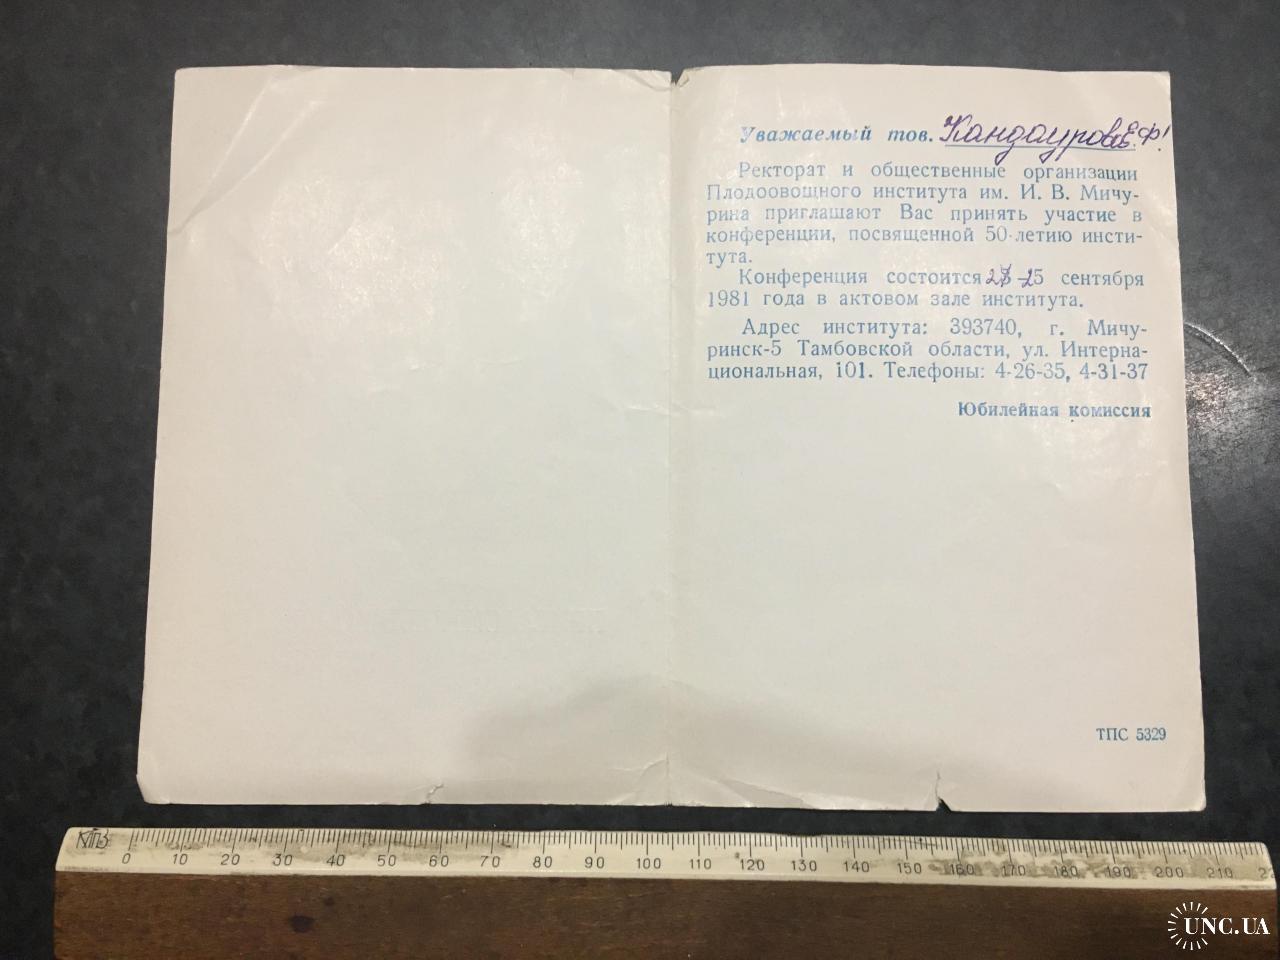 Уважаемый тов. Кандауров Е.Ф!
Ректорат и общественные организации
Плодоовощного института им. И. В. Мичу-
рина приглашают Вас принять участие в
конференции, посвященной 50-летию инсти-
тута.
Конференция состоится -25 сентября
1981 года в актовом зале института.
Адрес института: 393740, г. Мичу-
ринск-5 Тамбовской области, ул. Интерна-
циональная, 101. Телефоны: 4-26-35, 4-31-37
Юбилейная комиссия
ТПС 5329
0 10 20 30 40 50 60 70 80 90 100 110 120 130 140 150 160 170 180 190 200 210
UNC.UA